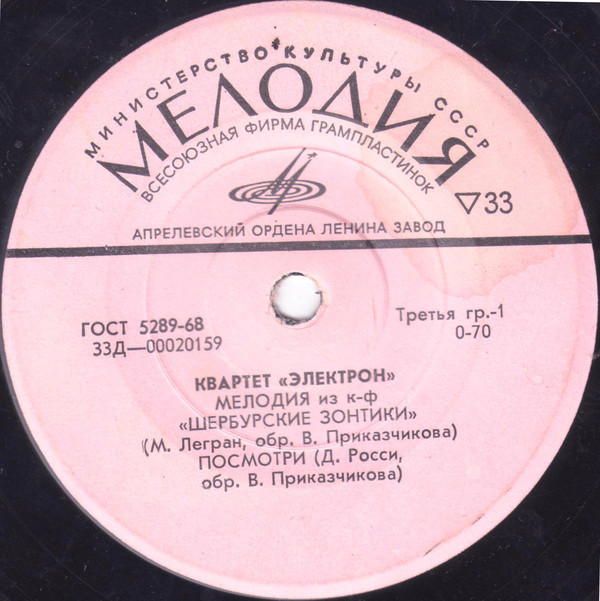 МИНИСТЕРСТВО КУЛЬТУРЫ СССР
МЕЛОДИЯ
ВСЕСОЮЗНАЯ ФИРМА ГРАМПЛАСТИНОК
▽33
АПРЕЛЕВСКИЙ ОРДЕНА ЛЕНИНА ЗАВОД
ГОСТ 5289-68
33Д—00020159
Третья гр.-1
0-70
КВАРТЕТ «ЭЛЕКТРОН»
МЕЛОДИЯ из к-ф
«ШЕРБУРСКИЕ ЗОНТИКИ»
(М. Легран, обр. В. Приказчикова)
ПОСМОТРИ (Д. Росси,
обр. В. Приказчикова)